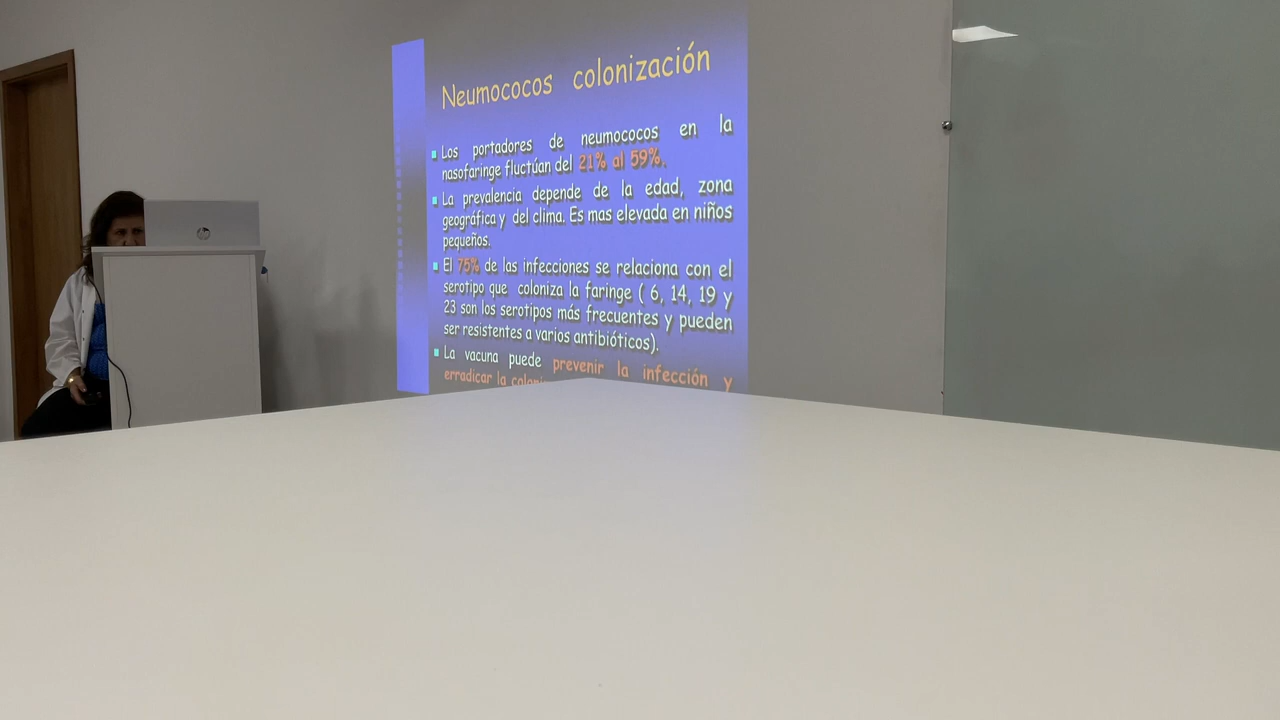 Neumococos colonización
Los portadores de neumococos en la
nasofaringe fluctúan del 21% al 59%.
La prevalencia depende de la edad, zona
geográfica y del clima. Es mas elevada en niños
pequeños.
El 75% de las infecciones se relaciona con el
serotipo que coloniza la faringe ( 6, 14, 19 y
23 son los serotipos más frecuentes y pueden
ser resistentes a varios antibióticos).
La vacuna puede prevenir la infección y
erradicar la